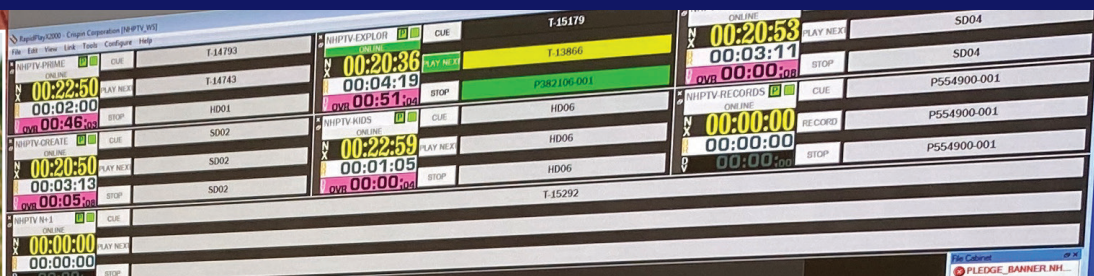 RapidPlayX2000 - Crispin Corporation [NHPTV_WS]
File Edit View Link Tools Configure Help
NHPTV-PRIME P CUE T-14793
ONLINE
00:22:50 PLAY NEXT T-14743
00:02:00 STOP HD01
OVR 00:46:03
NHPTV-CREATE P CUE SD02
ONLINE
00:20:50 PLAY NEXT SD02
00:03:13 STOP SD02
OVR 00:05:08
NHPTV N+1 P CUE T-15292
ONLINE
00:00:00 PLAY NEXT
00:00:00 STOP
NHPTV-EXPLOR P CUE T-15179
ONLINE
00:20:36 PLAY NEXT T-13866
00:04:19 STOP P382106-001
OVR 00:51:04
NHPTV-KIDS P CUE HD06
ONLINE
00:22:59 PLAY NEXT HD06
00:01:05 STOP HD06
OVR 00:00:04
ONLINE SD04
00:20:53 PLAY NEXT
00:03:11 STOP SD04
OVR 00:00:08
NHPTV-RECORDS P CUE P554900-001
ONLINE
00:00:00 RECORD P554900-001
00:00:00 STOP P554900-001
00:00:00
File Cabinet
PLEDGE_BANNER.NH...